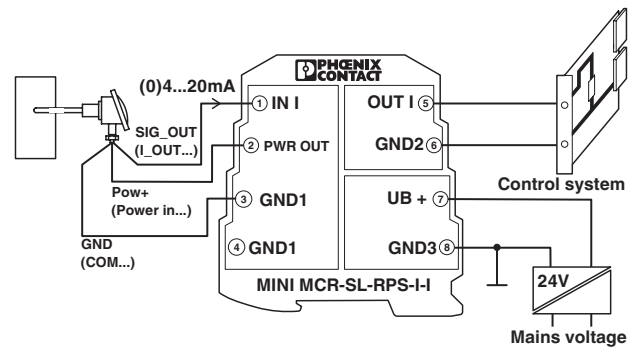 PHŒNIX
CONTACT
(0)4...20mA
1 IN I
OUT I 5
SIG_OUT
(I_OUT...)
2 PWR OUT
GND2 6
Control system
Pow+
(Power in...)
3 GND1
UB + 7
GND
(COM...)
4 GND1
GND3 8
24V
MINI MCR-SL-RPS-I-I
Mains voltage